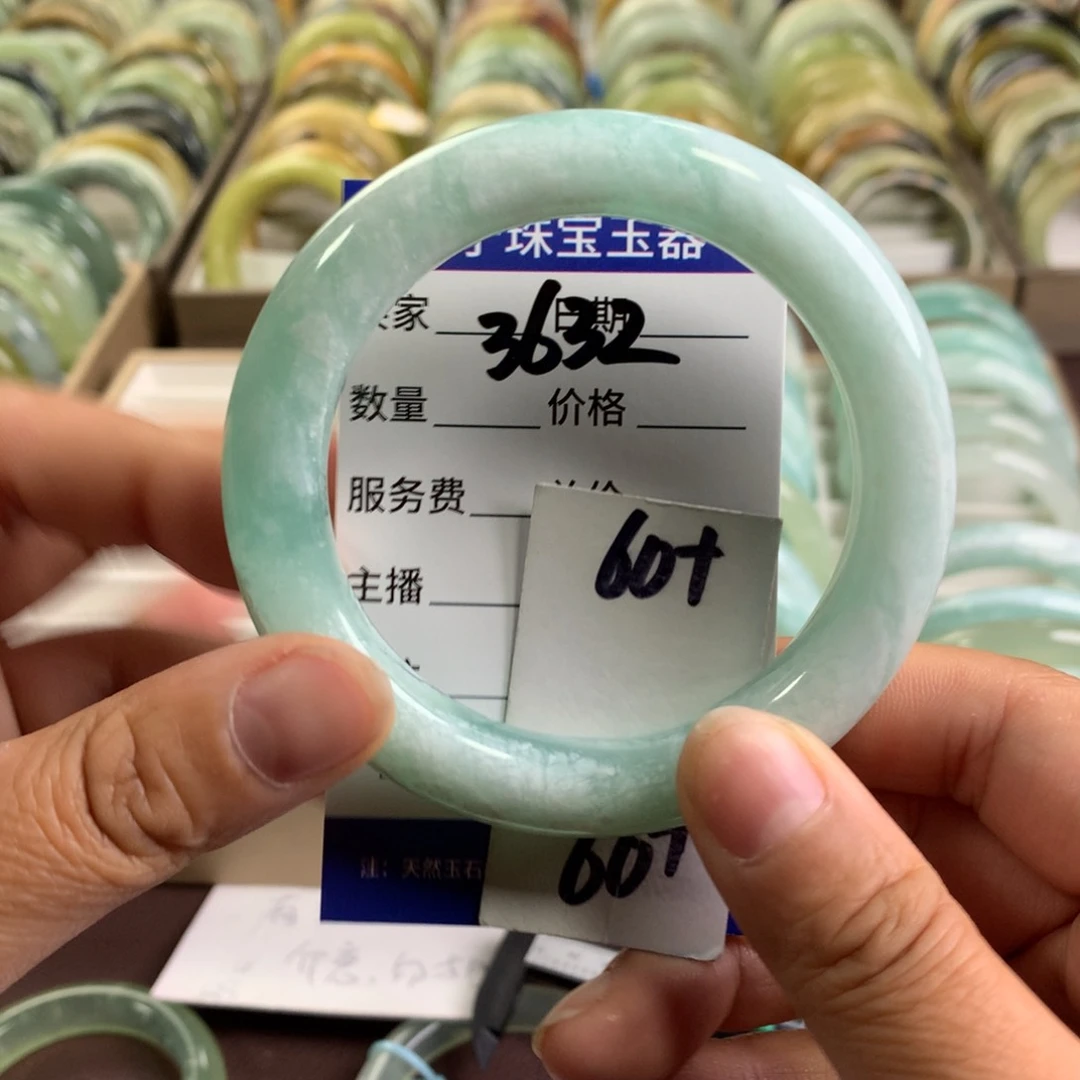 珠宝玉器
家 日期
3632
数量 价格
服务费
60+
主播
60+
注：天然玉石